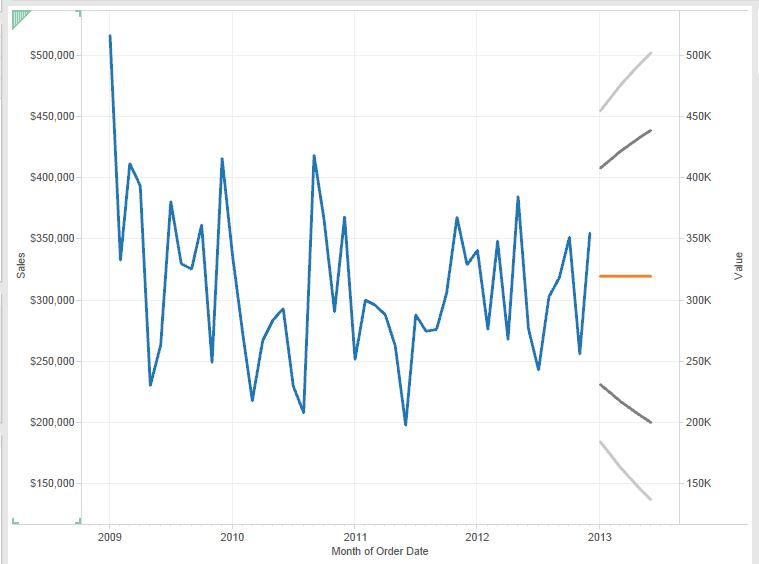 $500,000
$450,000
$400,000
$350,000
$300,000
$250,000
$200,000
$150,000
Sales
500K
450K
400K
350K
300K
250K
200K
150K
Value
2009 2010 2011 2012 2013
Month of Order Date